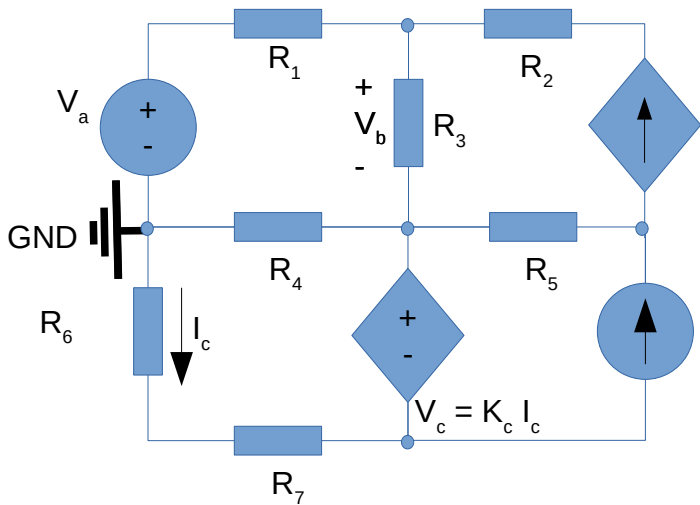 R1
R2
Va
+
-
+
Vb
-
R3
GND
R4
R5
R6
Ic
+
-
Vc = Kc Ic
R7